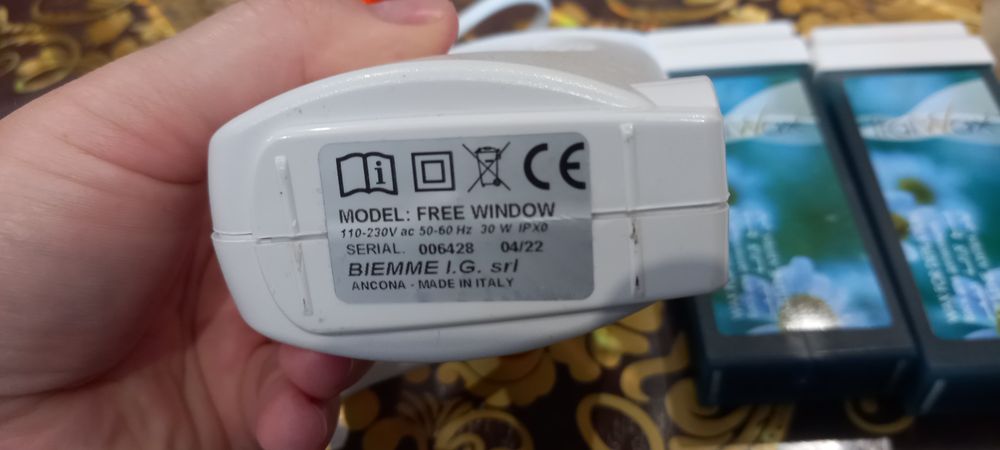 MODEL: FREE WINDOW
110-230V ac 50-60 Hz 30 W IPX0
SERIAL. 006428 04/22
BIEMME I.G. srl
ANCONA - MADE IN ITALY